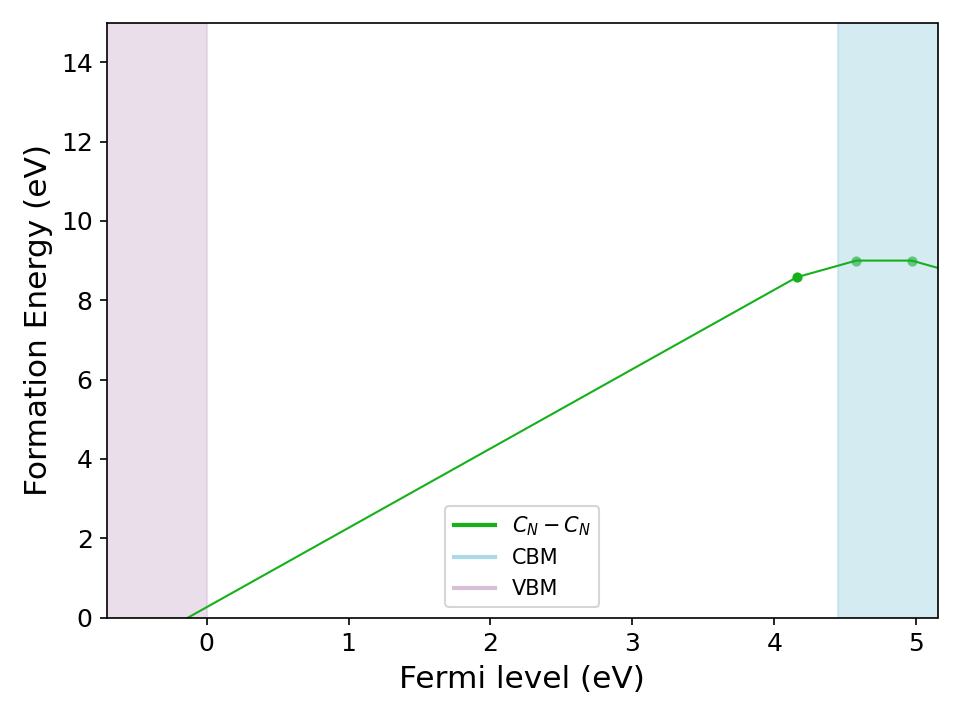 14
12
10
8
6
4
2
0
Formation Energy (eV)
C_N − C_N
CBM
VBM
0 1 2 3 4 5
Fermi level (eV)